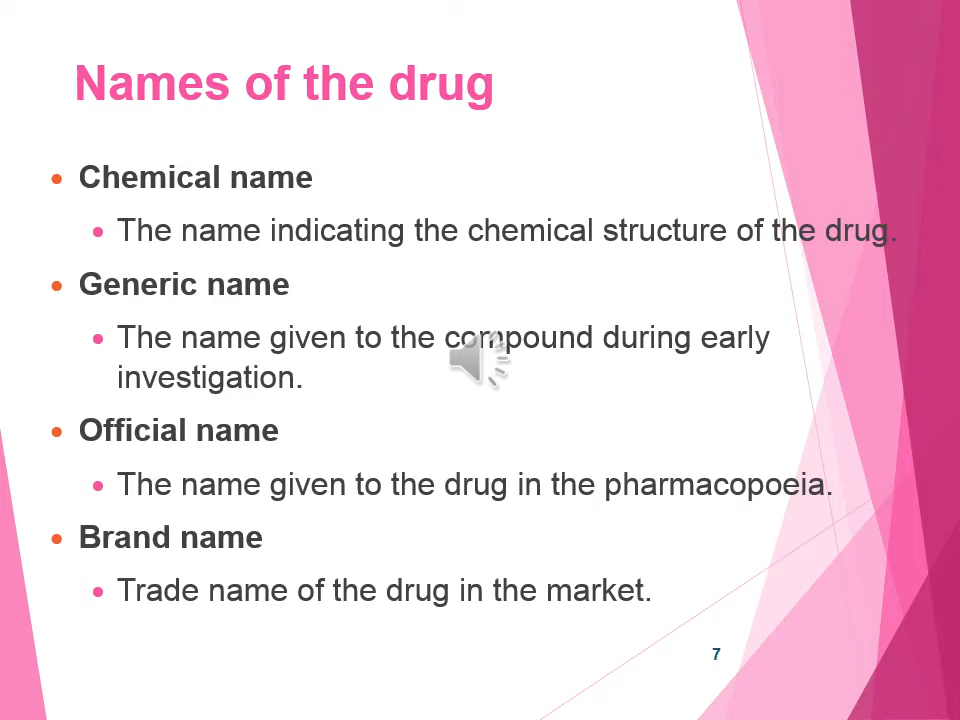 Names of the drug
• Chemical name
• The name indicating the chemical structure of the drug.
• Generic name
• The name given to the compound during early
investigation.
• Official name
• The name given to the drug in the pharmacopoeia.
• Brand name
• Trade name of the drug in the market.
7